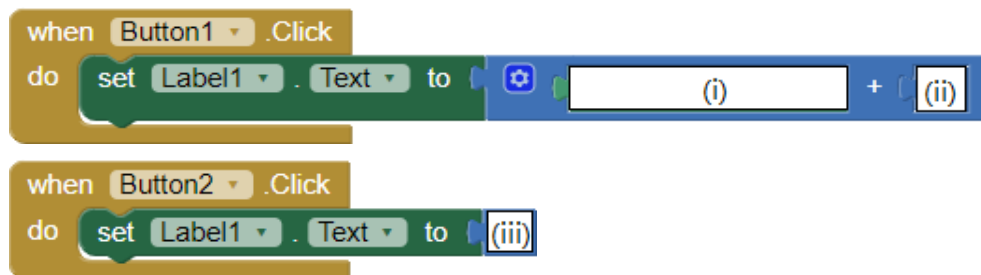 when Button1 .Click
do set Label1 . Text to (i) + (ii)
when Button2 .Click
do set Label1 . Text to (iii)